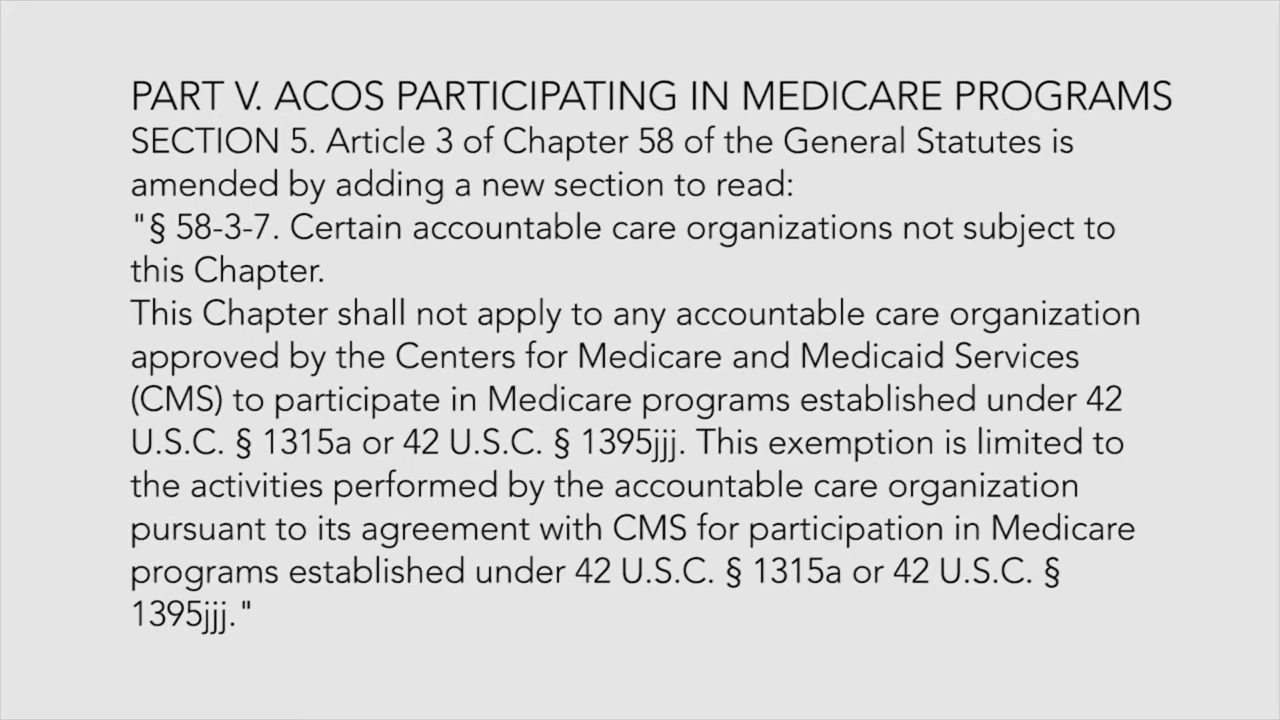 PART V. ACOS PARTICIPATING IN MEDICARE PROGRAMS
SECTION 5. Article 3 of Chapter 58 of the General Statutes is
amended by adding a new section to read:
"§ 58-3-7. Certain accountable care organizations not subject to
this Chapter.
This Chapter shall not apply to any accountable care organization
approved by the Centers for Medicare and Medicaid Services
(CMS) to participate in Medicare programs established under 42
U.S.C. § 1315a or 42 U.S.C. § 1395jjj. This exemption is limited to
the activities performed by the accountable care organization
pursuant to its agreement with CMS for participation in Medicare
programs established under 42 U.S.C. § 1315a or 42 U.S.C. §
1395jjj."